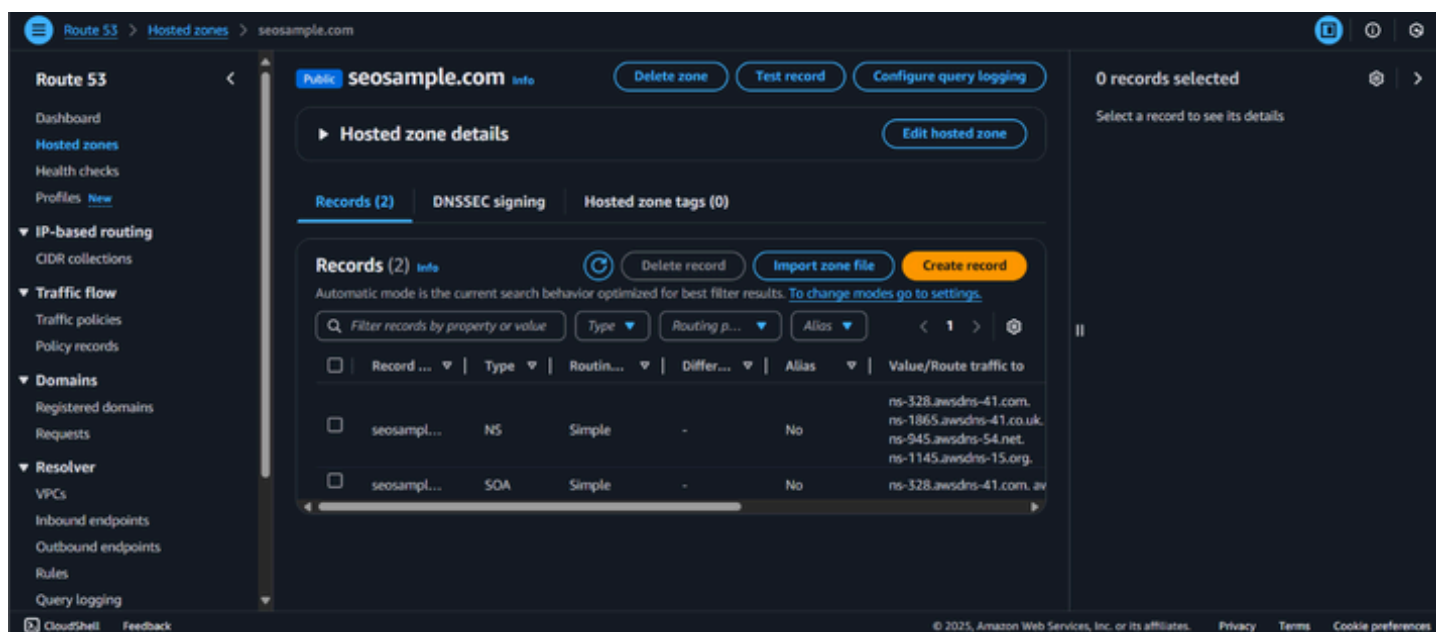 Route 53 > Hosted zones > seosample.com
Route 53
Dashboard
Hosted zones
Health checks
Profiles New
IP-based routing
CIDR collections
Traffic flow
Traffic policies
Policy records
Domains
Registered domains
Requests
Resolver
VPCs
Inbound endpoints
Outbound endpoints
Rules
Query logging
Public seosample.com Info
Delete zone
Test record
Configure query logging
Hosted zone details
Edit hosted zone
Records (2)
DNSSEC signing
Hosted zone tags (0)
Records (2) Info
Delete record
Import zone file
Create record
Automatic mode is the current search behavior optimized for best filter results. To change modes go to settings.
Filter records by property or value
Type
Routing p...
Alias
1
Record ... | Type | Routin... | Differ... | Alias | Value/Route traffic to
seosampl... NS Simple - No
ns-328.awsdns-41.com.
ns-1865.awsdns-41.co.uk.
ns-945.awsdns-54.net.
ns-1145.awsdns-15.org.
seosampl... SOA Simple - No ns-328.awsdns-41.com. aw
0 records selected
Select a record to see its details
CloudShell Feedback
© 2025, Amazon Web Services, Inc. or its affiliates. Privacy Terms Cookie preferences